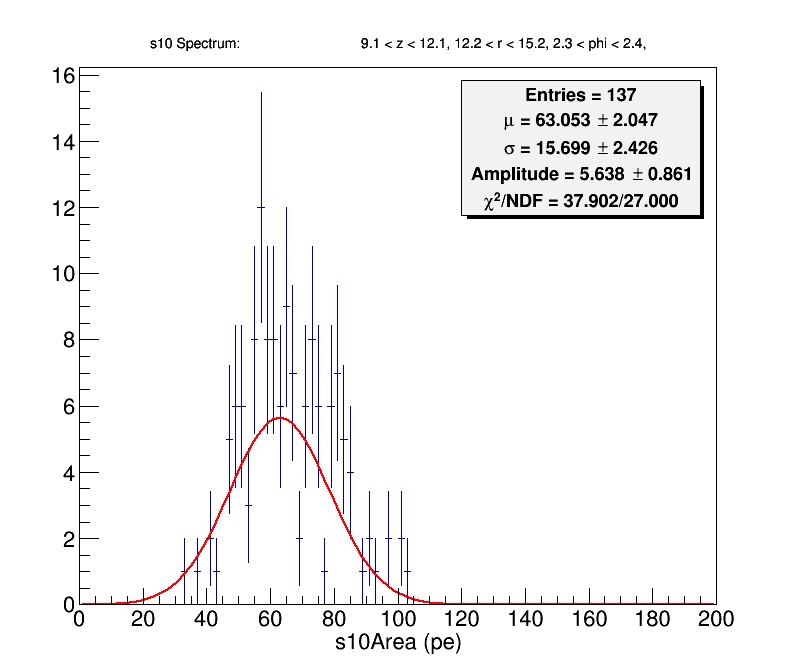 s10 Spectrum: 9.1 < z < 12.1, 12.2 < r < 15.2, 2.3 < phi < 2.4,
Entries = 137
μ = 63.053 ± 2.047
σ = 15.699 ± 2.426
Amplitude = 5.638 ± 0.861
χ²/NDF = 37.902/27.000
16
14
12
10
8
6
4
2
0
0 20 40 60 80 100 120 140 160 180 200
s10Area (pe)